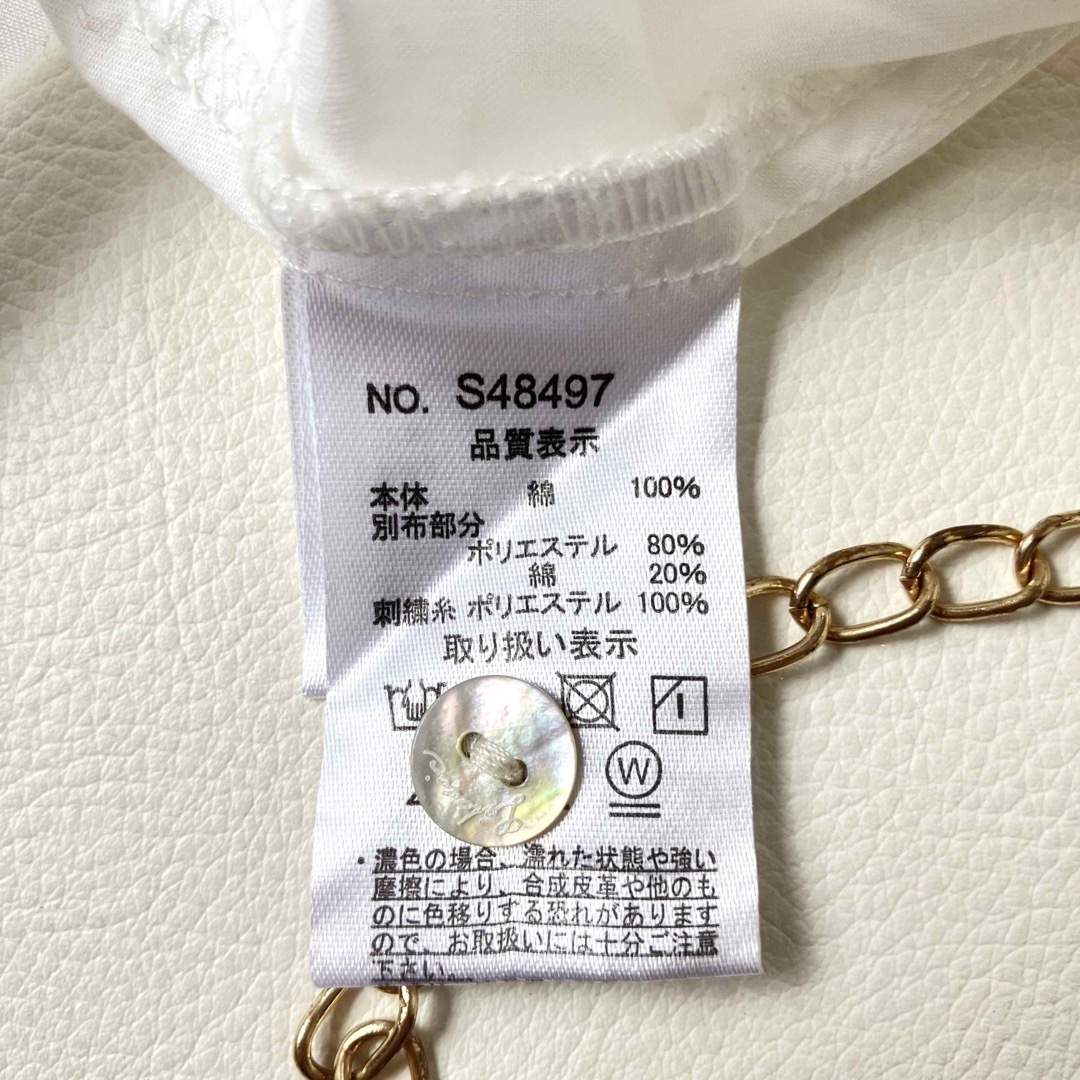 NO. S48497
品質表示
本体 綿 100%
別布部分
ポリエステル 80%
綿 20%
刺繍糸 ポリエステル 100%
取り扱い表示
W
・濃色の場合、濡れた状態や強い
摩擦により、合成皮革や他のも
のに色移りする恐れがあります
ので、お取扱いには十分ご注意
下さい。